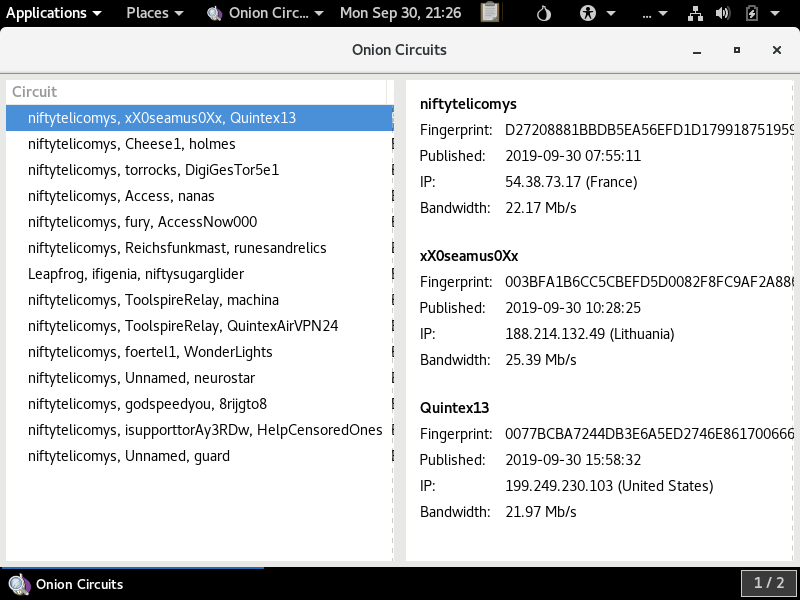 Applications Places Onion Circ... Mon Sep 30, 21:26 ...
Onion Circuits
Circuit
niftytelicomys, xX0seamus0Xx, Quintex13
niftytelicomys, Cheese1, holmes
niftytelicomys, torrocks, DigiGesTor5e1
niftytelicomys, Access, nanas
niftytelicomys, fury, AccessNow000
niftytelicomys, Reichsfunkmast, runesandrelics
Leapfrog, ifigenia, niftysugarglider
niftytelicomys, ToolspireRelay, machina
niftytelicomys, ToolspireRelay, QuintexAirVPN24
niftytelicomys, foertel1, WonderLights
niftytelicomys, Unnamed, neurostar
niftytelicomys, godspeedyou, 8rijgto8
niftytelicomys, isupporttorAy3RDw, HelpCensoredOnes
niftytelicomys, Unnamed, guard
niftytelicomys
Fingerprint: D27208881BBDB5EA56EFD1D179918751959
Published: 2019-09-30 07:55:11
IP: 54.38.73.17 (France)
Bandwidth: 22.17 Mb/s
xX0seamus0Xx
Fingerprint: 003BFA1B6CC5CBEFD5D0082F8FC9AF2A886
Published: 2019-09-30 10:28:25
IP: 188.214.132.49 (Lithuania)
Bandwidth: 25.39 Mb/s
Quintex13
Fingerprint: 0077BCBA7244DB3E6A5ED2746E861700666
Published: 2019-09-30 15:58:32
IP: 199.249.230.103 (United States)
Bandwidth: 21.97 Mb/s
Onion Circuits
1 / 2